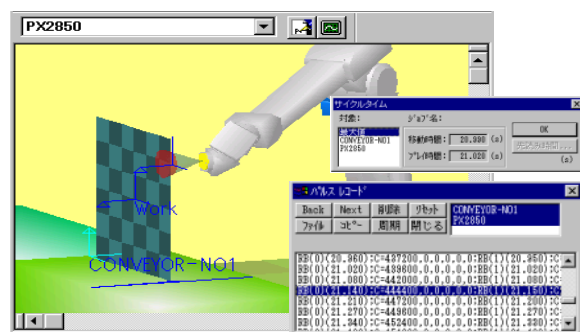 PX2850
サイクルタイム
対象:
ｼﾞｮﾌﾞ名:
最大値
CONVEYOR-NO1
PX2850
移動時間: 20.990 (s)
ﾌﾟﾚｲ時間: 21.020 (s)
OK
(s)
Work
CONVEYOR-NO1
ﾊﾟﾙｽ ﾚｺｰﾄﾞ
Back Next 削除 ﾘｾｯﾄ
ﾌｧｲﾙ ｺﾋﾟｰ 周期 閉じる
CONVEYOR-NO1
PX2850
RB(0)(20.960):C=437200,0,0,0,0,0:RB(1)(20.950):C
RB(0)(21.020):C=439600,0,0,0,0,0:RB(1)(21.020):C
RB(0)(21.080):C=442000,0,0,0,0,0:RB(1)(21.080):C
RB(0)(21.140):C=444400,0,0,0,0,0:RB(1)(21.150):C
RB(0)(21.210):C=447200,0,0,0,0,0:RB(1)(21.200):C
RB(0)(21.270):C=449600,0,0,0,0,0:RB(1)(21.270):C
RB(0)(21.340):C=452400,0,0,0,0,0:RB(1)(21.330):C